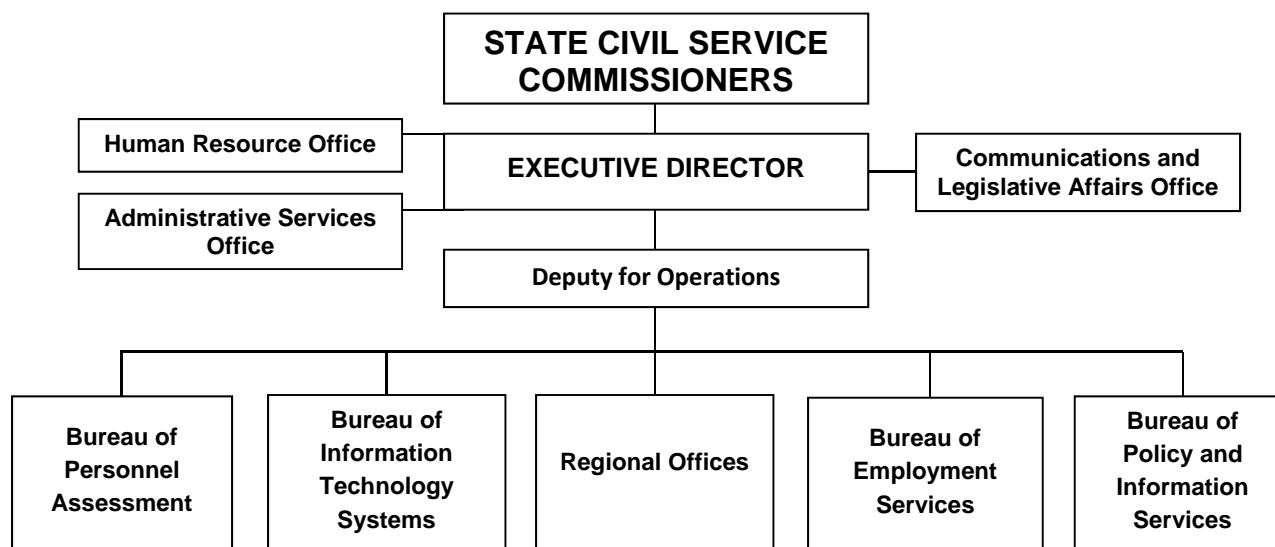 STATE CIVIL SERVICE
COMMISSIONERS
Human Resource Office
EXECUTIVE DIRECTOR
Communications and
Legislative Affairs Office
Administrative Services
Office
Deputy for Operations
Bureau of
Personnel
Assessment
Bureau of
Information
Technology
Systems
Regional Offices
Bureau of
Employment
Services
Bureau of
Policy and
Information
Services